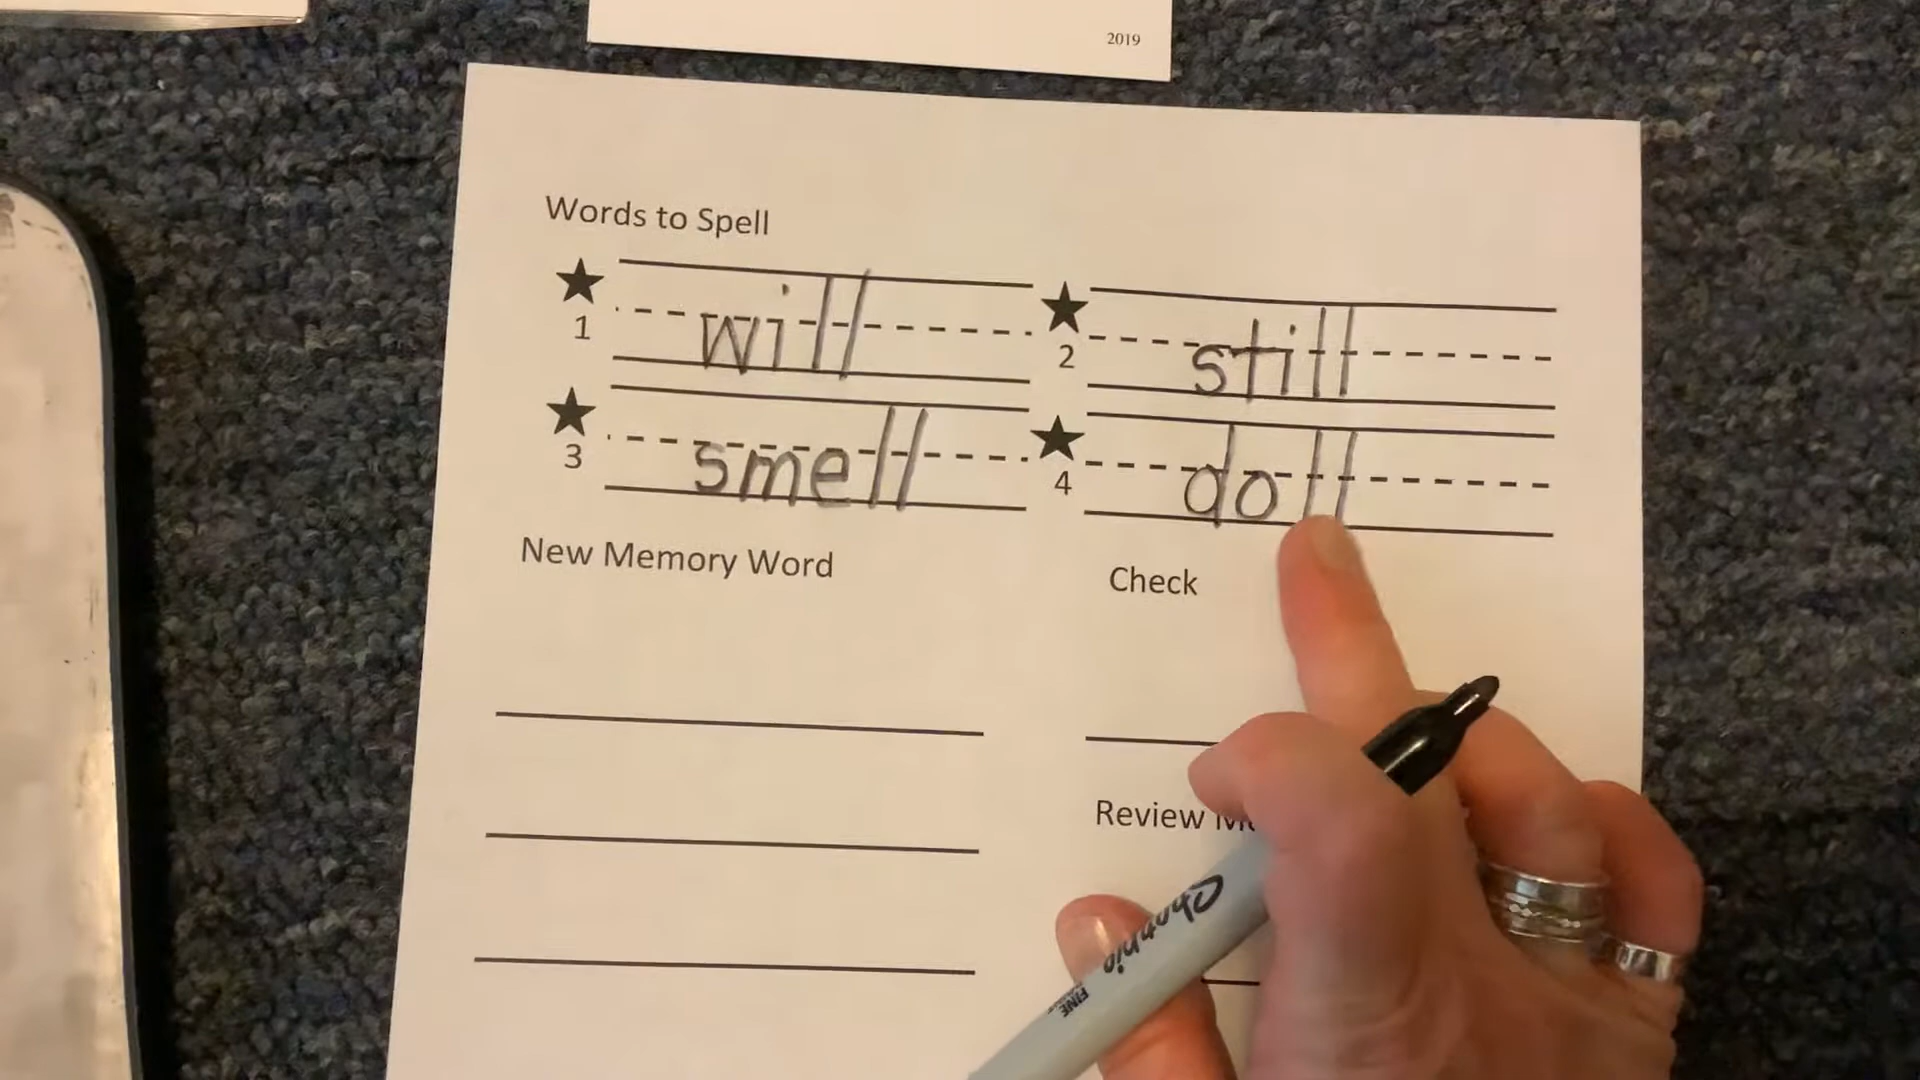 2019
Words to Spell
1 will
2 still
3 smell
4 doll
New Memory Word
Check
Review
Sharpie
FINE